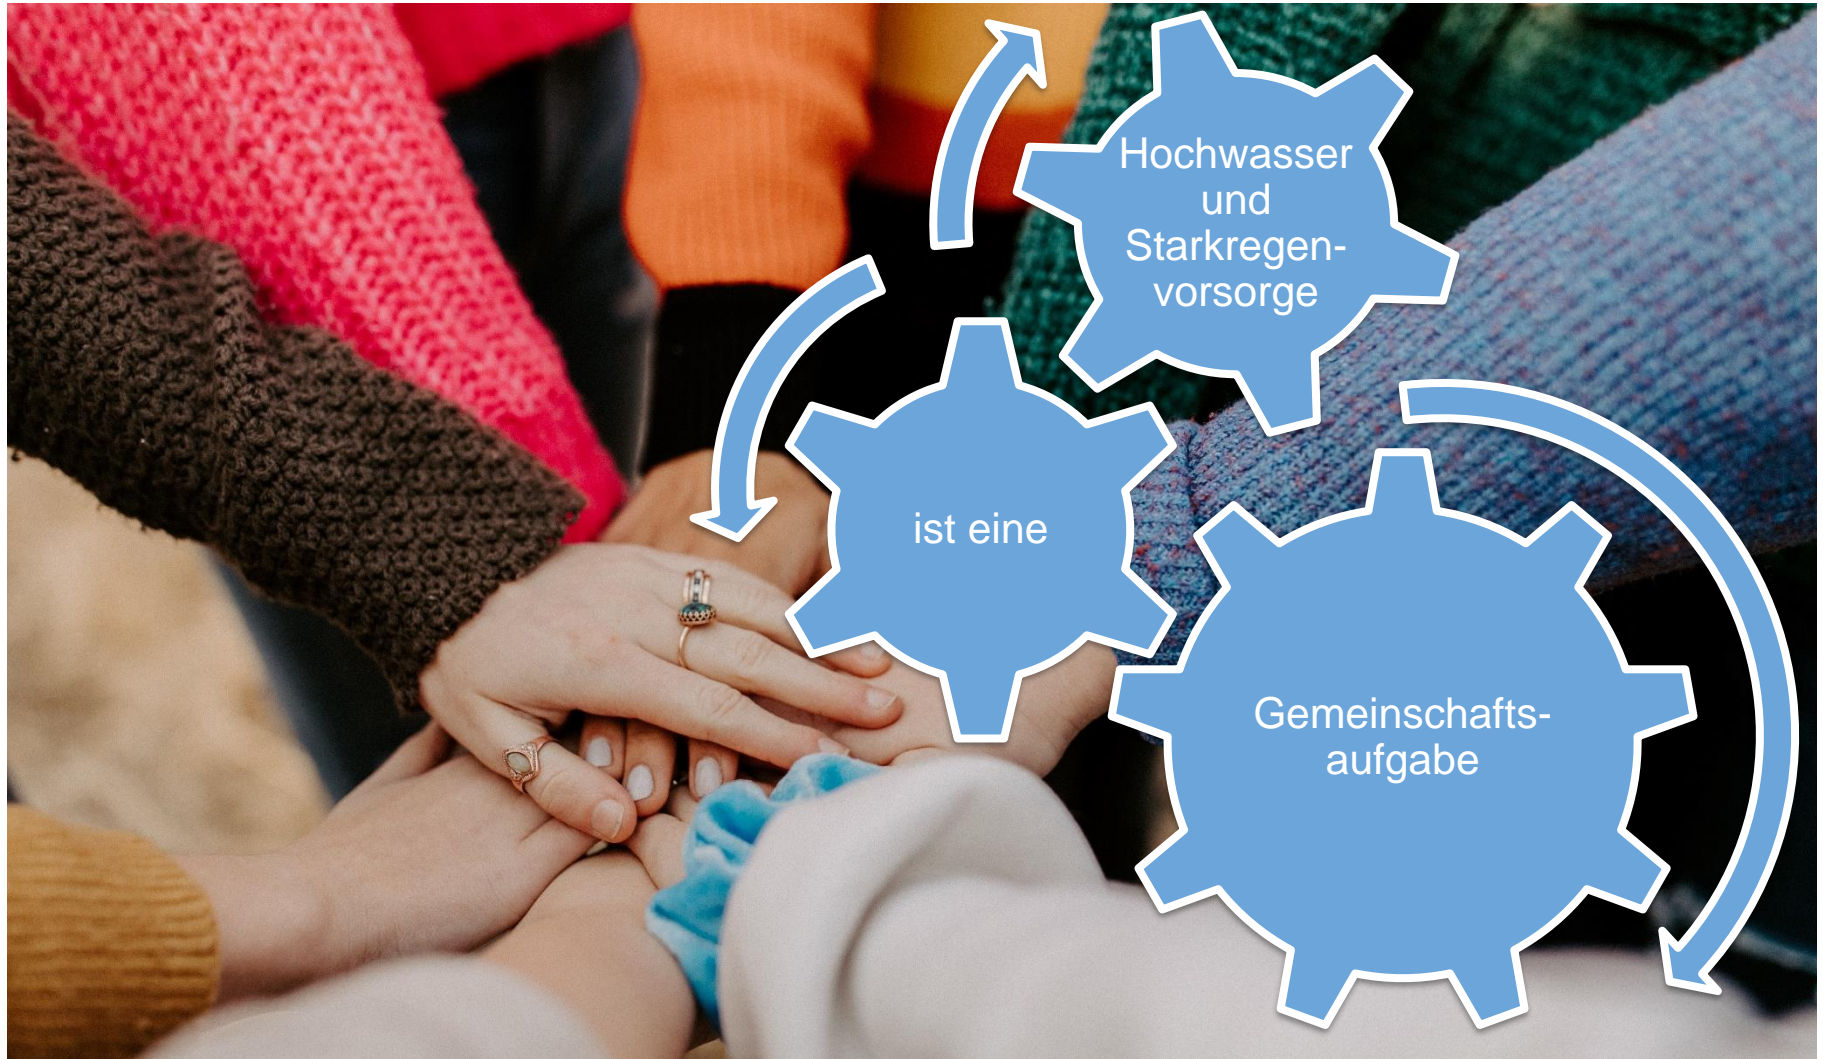 Hochwasser
und
Starkregen-
vorsorge
ist eine
Gemeinschafts-
aufgabe